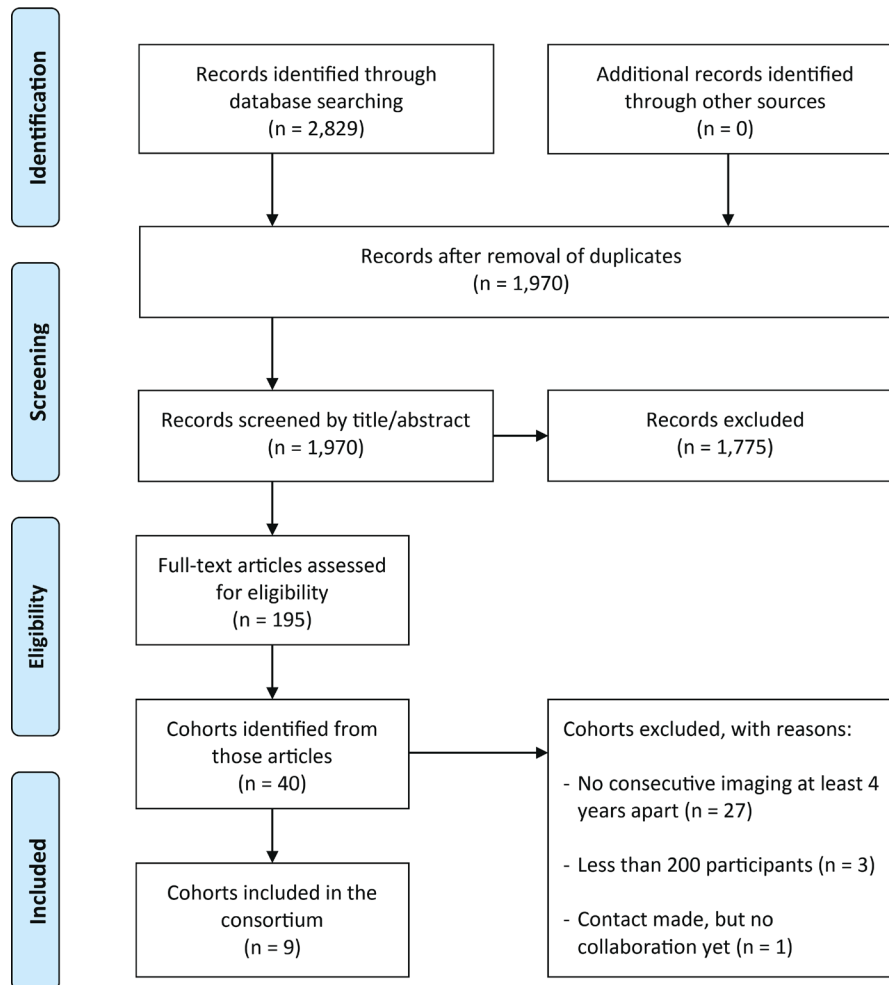 Identification
Records identified through
database searching
(n = 2,829)
Additional records identified
through other sources
(n = 0)
Records after removal of duplicates
(n = 1,970)
Screening
Records screened by title/abstract
(n = 1,970)
Records excluded
(n = 1,775)
Eligibility
Full-text articles assessed
for eligibility
(n = 195)
Cohorts identified from
those articles
(n = 40)
Cohorts excluded, with reasons:
- No consecutive imaging at least 4
years apart (n = 27)
- Less than 200 participants (n = 3)
- Contact made, but no
collaboration yet (n = 1)
Included
Cohorts included in the
consortium
(n = 9)